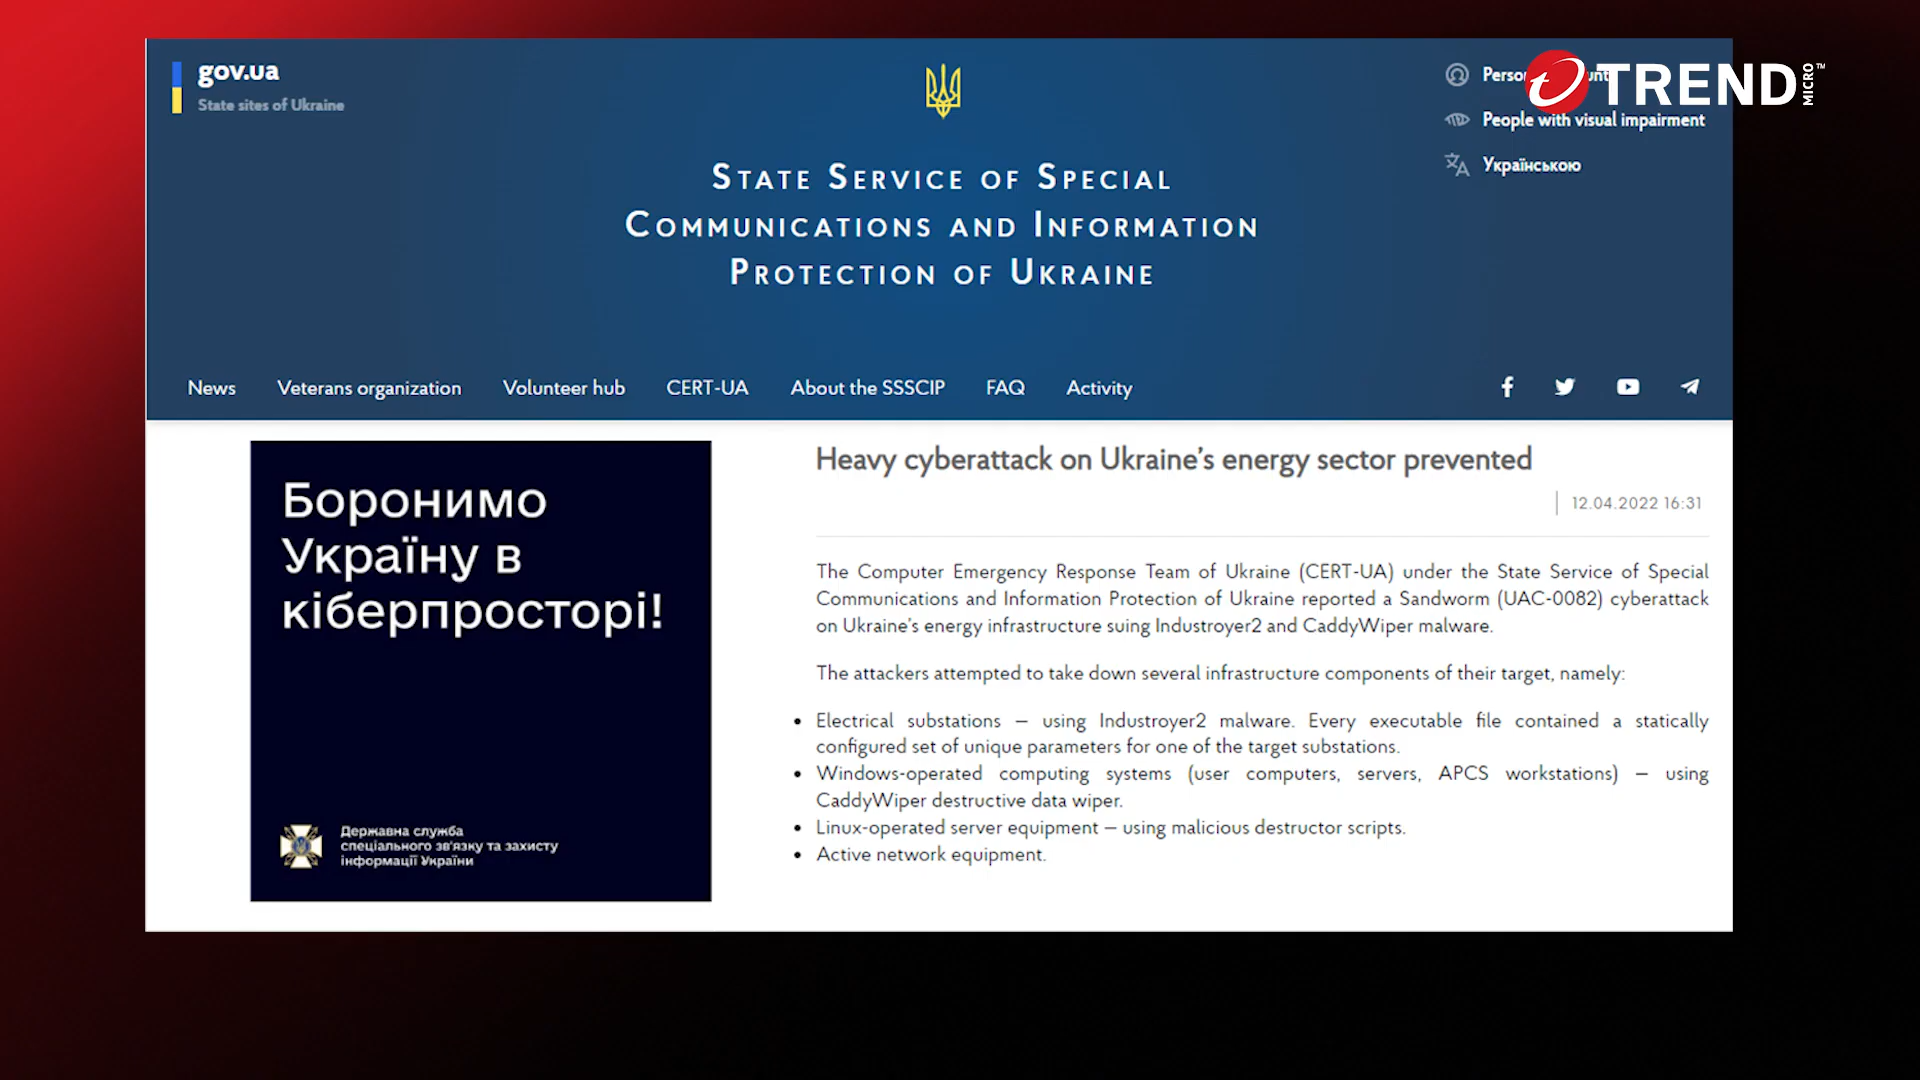 gov.ua
State sites of Ukraine
TREND MICRO™
People with visual impairment
Українською
STATE SERVICE OF SPECIAL
COMMUNICATIONS AND INFORMATION
PROTECTION OF UKRAINE
News Veterans organization Volunteer hub CERT-UA About the SSSCIP FAQ Activity
Боронимо
Україну в
кіберпросторі!
Державна служба
спеціального зв'язку та захисту
інформації України
Heavy cyberattack on Ukraine's energy sector prevented
12.04.2022 16:31
The Computer Emergency Response Team of Ukraine (CERT-UA) under the State Service of Special
Communications and Information Protection of Ukraine reported a Sandworm (UAC-0082) cyberattack
on Ukraine's energy infrastructure suing Industroyer2 and CaddyWiper malware.
The attackers attempted to take down several infrastructure components of their target, namely:
• Electrical substations – using Industroyer2 malware. Every executable file contained a statically
configured set of unique parameters for one of the target substations.
• Windows-operated computing systems (user computers, servers, APCS workstations) – using
CaddyWiper destructive data wiper.
• Linux-operated server equipment – using malicious destructor scripts.
• Active network equipment.